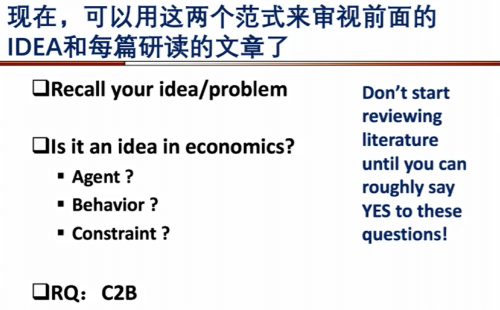 现在，可以用这两个范式来审视前面的
IDEA和每篇研读的文章了
❑Recall your idea/problem
❑Is it an idea in economics?
▪ Agent ?
▪ Behavior ?
▪ Constraint ?
❑RQ：C2B
Don't start
reviewing
literature
until you can
roughly say
YES to these
questions!